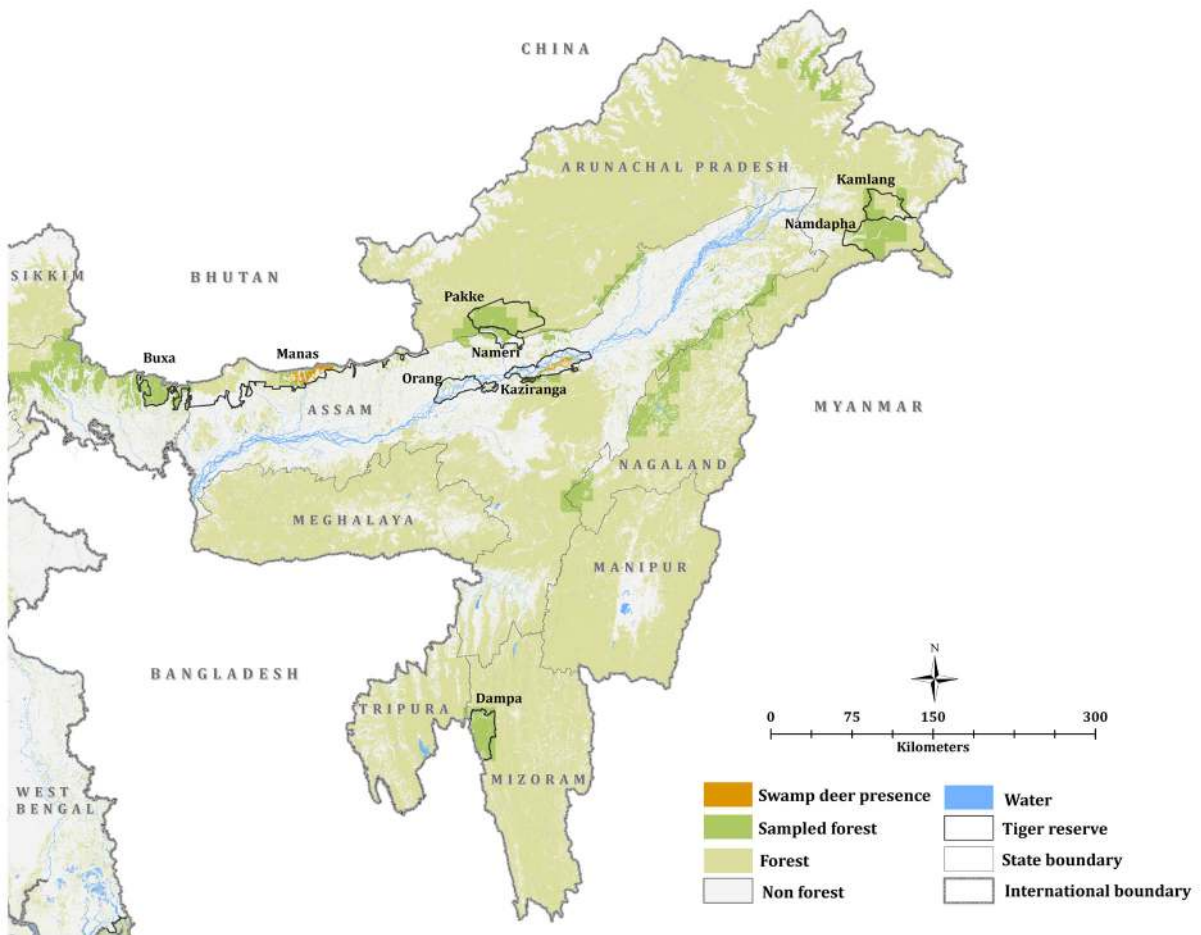 CHINA
ARUNACHAL PRADESH
Kamlang
Namdapha
SIKKIM
BHUTAN
Pakke
Buxa
Manas
Nameri
Orang
Kaziranga
ASSAM
MYANMAR
NAGALAND
MEGHALAYA
MANIPUR
BANGLADESH
TRIPURA
Dampa
MIZORAM
WEST
BENGAL
N
0 75 150 300
Kilometers
Swamp deer presence
Sampled forest
Forest
Non forest
Water
Tiger reserve
State boundary
International boundary